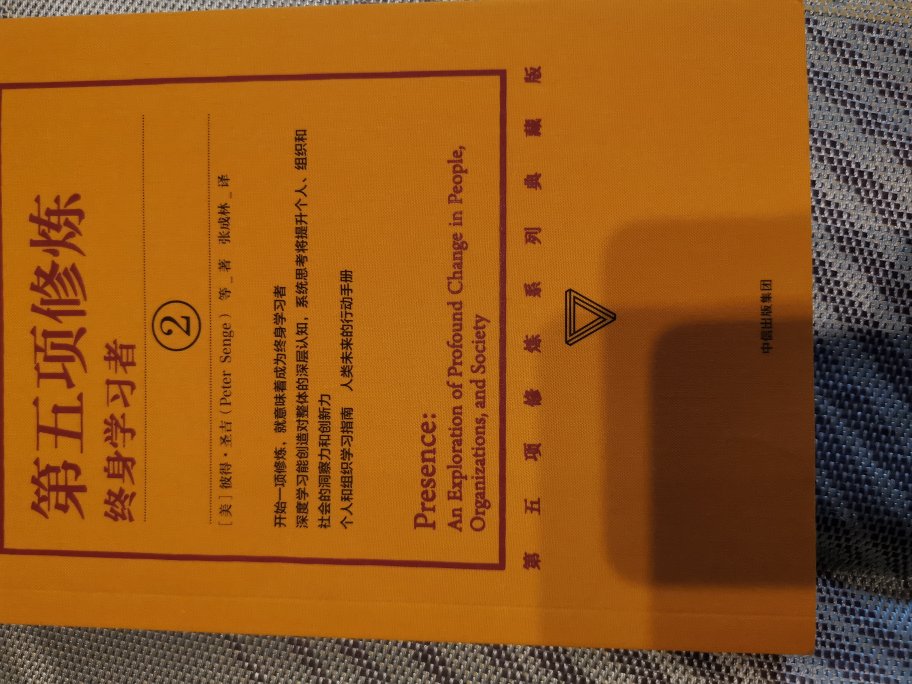 第五项修炼
终身学习者
②
［美］彼得·圣吉（Peter Senge）等_著 张成林_译
开始一项修炼，就意味着成为终身学习者
深度学习能创造对整体的深层认知，系统思考将提升个人、组织和
社会的洞察力和创新力
个人和组织学习指南 人类未来的行动手册
Presence:
An Exploration of Profound Change in People,
Organizations, and Society
第五项修炼系列典藏版
中信出版集团